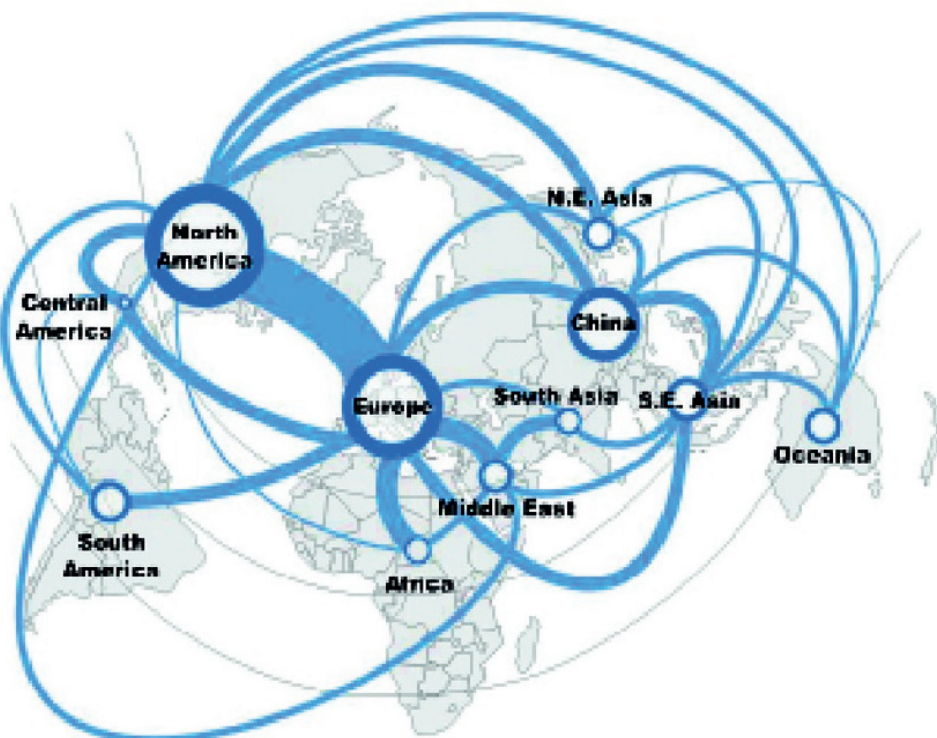 N.E. Asia
North
America
Central
America
China
South Asia
S.E. Asia
Europe
Oceania
Middle East
South
America
Africa